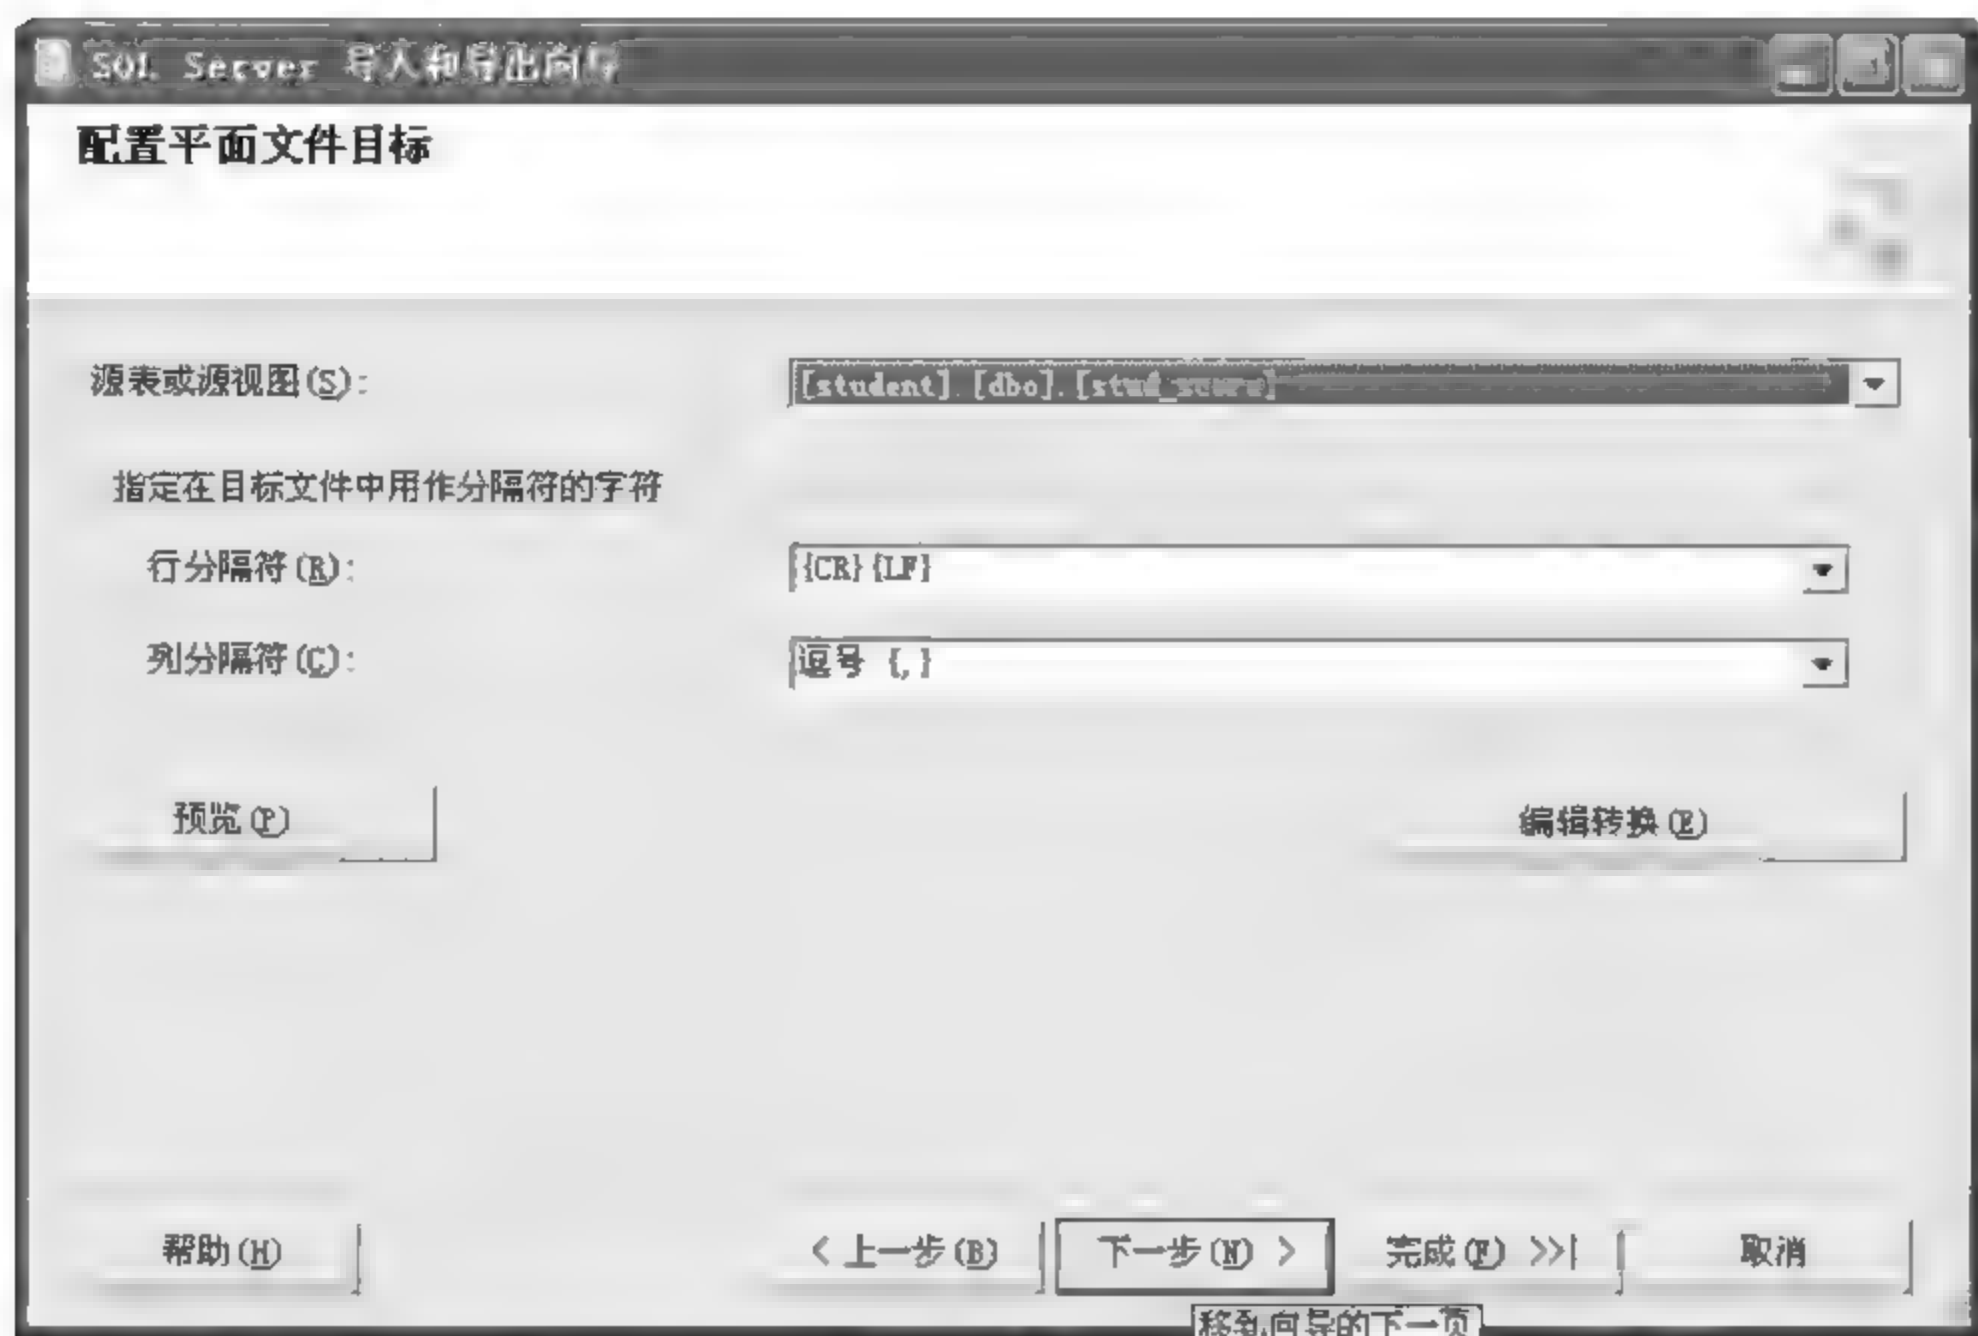 SQL Server 导入和导出向导
配置平面文件目标
源表或源视图(S): [student].[dbo].[stud_score]
指定在目标文件中用作分隔符的字符
行分隔符(R): {CR}{LF}
列分隔符(C): 逗号 {,}
预览(P) 编辑转换(E)
帮助(H) < 上一步(B) 下一步(N) > 完成(F) >>| 取消
移到向导的下一页